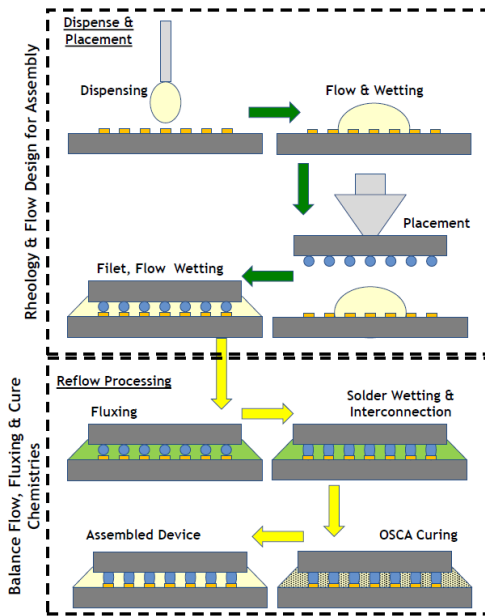 Dispense &
Placement
Dispensing
Flow & Wetting
Placement
Filet, Flow  Wetting
Rheology & Flow Design for Assembly
Reflow Processing
Fluxing
Solder Wetting &
Interconnection
Assembled Device
OSCA Curing
Balance Flow, Fluxing & Cure
Chemistries